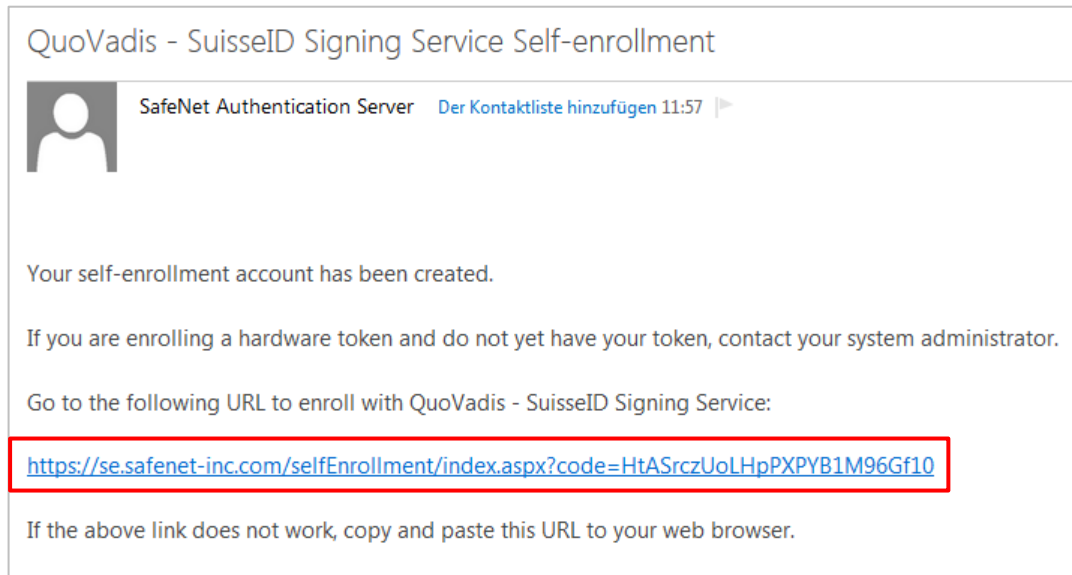 QuoVadis - SuisseID Signing Service Self-enrollment
SafeNet Authentication Server Der Kontaktliste hinzufügen 11:57
Your self-enrollment account has been created.
If you are enrolling a hardware token and do not yet have your token, contact your system administrator.
Go to the following URL to enroll with QuoVadis - SuisseID Signing Service:
https://se.safenet-inc.com/selfEnrollment/index.aspx?code=HtASrczUoLHpPXPYB1M96Gf10
If the above link does not work, copy and paste this URL to your web browser.